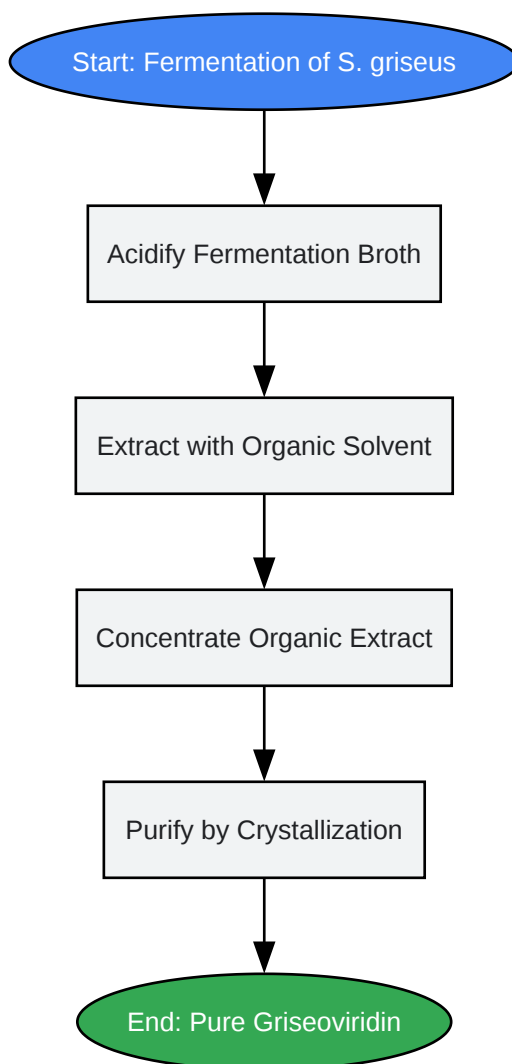 Start: Fermentation of S. griseus
Acidify Fermentation Broth
Extract with Organic Solvent
Concentrate Organic Extract
Purify by Crystallization
End: Pure Griseoviridin